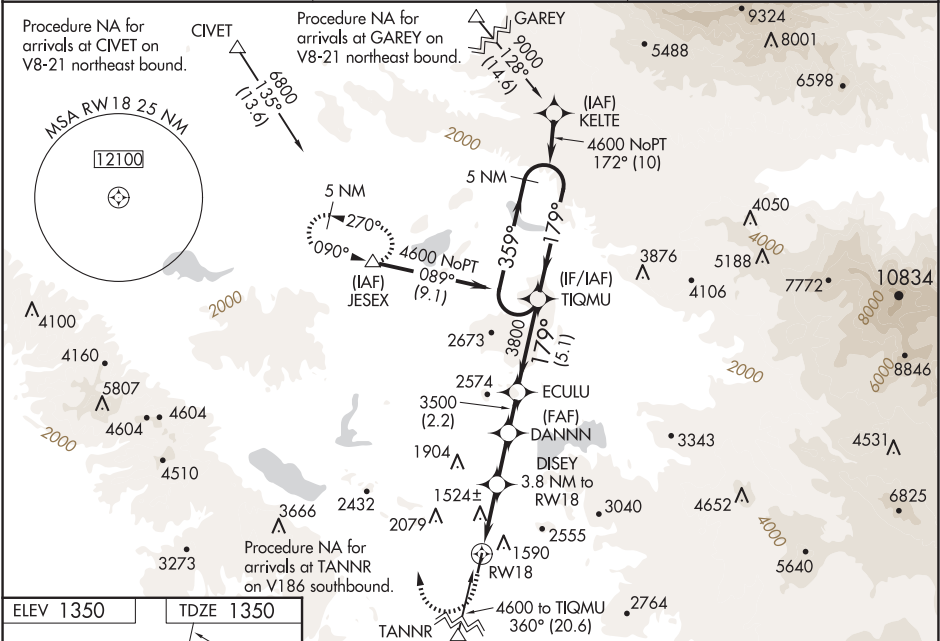 Procedure NA for
arrivals at CIVET on
V8-21 northeast bound.
CIVET
6800
135°
(13.6)
Procedure NA for
arrivals at GAREY on
V8-21 northeast bound.
GAREY
9000
128°
(14.6)
9324
8001
5488
6598
MSA RW 18 25 NM
12100
(IAF)
KELTE
2000
4600 NoPT
172° (10)
5 NM
5 NM
270°
090°
(IAF)
JESEX
4600 NoPT
089°
(9.1)
359°
179°
(IF/IAF)
TIQMU
4050
4000
5188
3876
4106
7772
10834
8000
8846
6000
2000
4100
4160
5807
4604
4604
2000
4510
2673
3800
179°
(5.1)
2574
ECULU
3500
(2.2)
(FAF)
DANNN
2000
3343
4531
1904
DISEY
3.8 NM to
RW18
2432
1524±
2079
3040
4652
6825
4000
3666
2555
5640
3273
Procedure NA for
arrivals at TANNR
on V186 southbound.
1590
RW18
4600 to TIQMU
360° (20.6)
2764
TANNR
ELEV 1350
TDZE 1350